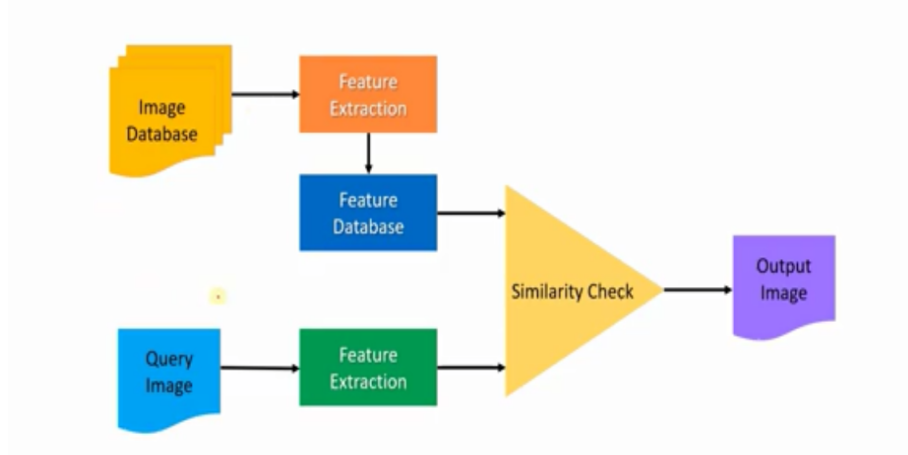 Image
Database
Feature
Extraction
Feature
Database
Similarity Check
Output
Image
Query
Image
Feature
Extraction